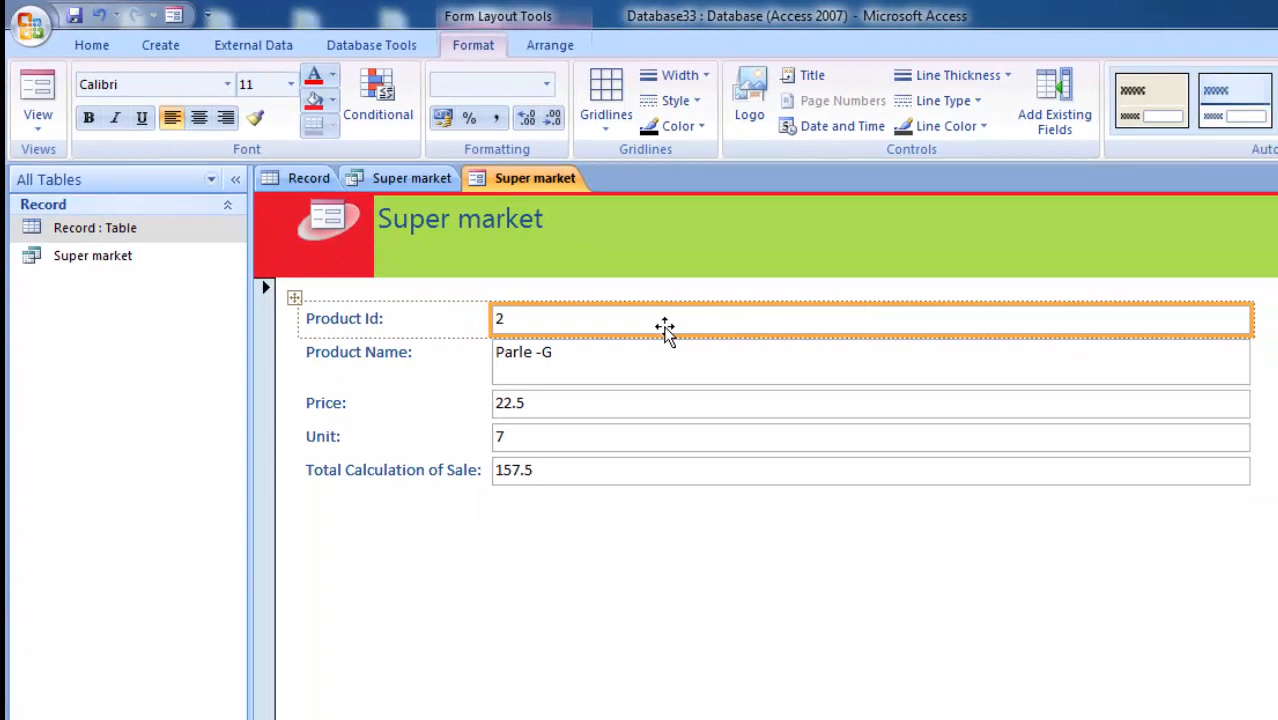 Form Layout Tools
Database33 : Database (Access 2007) - Microsoft Access
Home Create External Data Database Tools Format Arrange
Calibri 11
Width Title Line Thickness
View Conditional Gridlines Style Logo Page Numbers Line Type Add Existing Fields
B I U % , .00 .00
Color Date and Time Line Color
Views Font Formatting Gridlines Controls
All Tables Record Super market Super market
Record
Record : Table
Super market
Super market
Product Id: 2
Product Name: Parle -G
Price: 22.5
Unit: 7
Total Calculation of Sale: 157.5